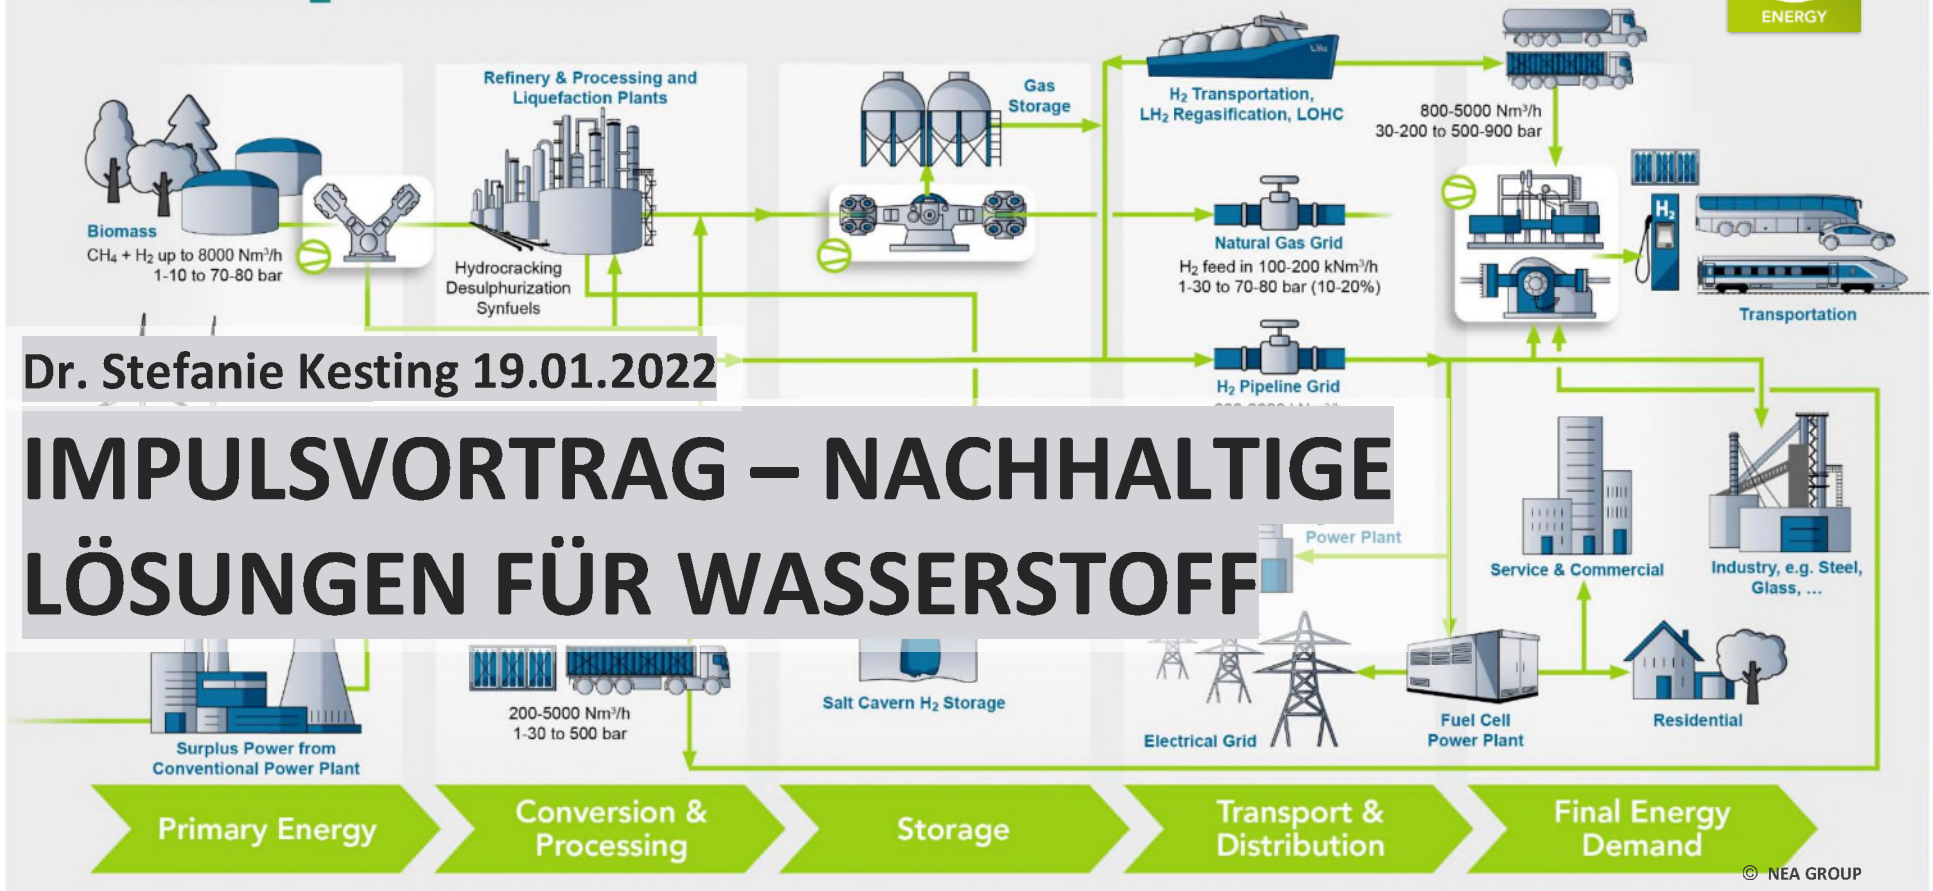 ENERGY
Refinery & Processing and
Liquefaction Plants
Gas
Storage
LH₂
H₂ Transportation,
LH₂ Regasification, LOHC
800-5000 Nm³/h
30-200 to 500-900 bar
Biomass
CH₄ + H₂ up to 8000 Nm³/h
1-10 to 70-80 bar
Hydrocracking
Desulphurization
Synfuels
Natural Gas Grid
H₂ feed in 100-200 kNm³/h
1-30 to 70-80 bar (10-20%)
H₂
Transportation
Dr. Stefanie Kesting 19.01.2022
H₂ Pipeline Grid
IMPULSVORTRAG – NACHHALTIGE
LÖSUNGEN FÜR WASSERSTOFF
Power Plant
Service & Commercial
Industry, e.g. Steel,
Glass, ...
200-5000 Nm³/h
1-30 to 500 bar
Salt Cavern H₂ Storage
Surplus Power from
Conventional Power Plant
Electrical Grid
Fuel Cell
Power Plant
Residential
Primary Energy
Conversion &
Processing
Storage
Transport &
Distribution
Final Energy
Demand
© NEA GROUP